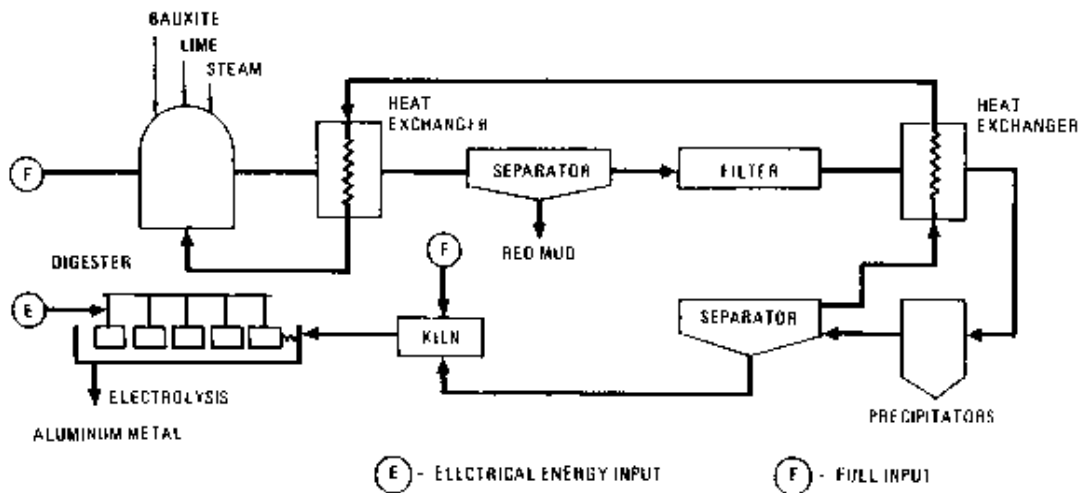 BAUXITE
LIME
STEAM
HEAT
EXCHANGER
HEAT
EXCHANGER
F
SEPARATOR
FILTER
RED MUD
F
DIGESTER
E
SEPARATOR
KILN
ELECTROLYSIS
PRECIPITATORS
ALUMINUM METAL
E - ELECTRICAL ENERGY INPUT
F - FUEL INPUT